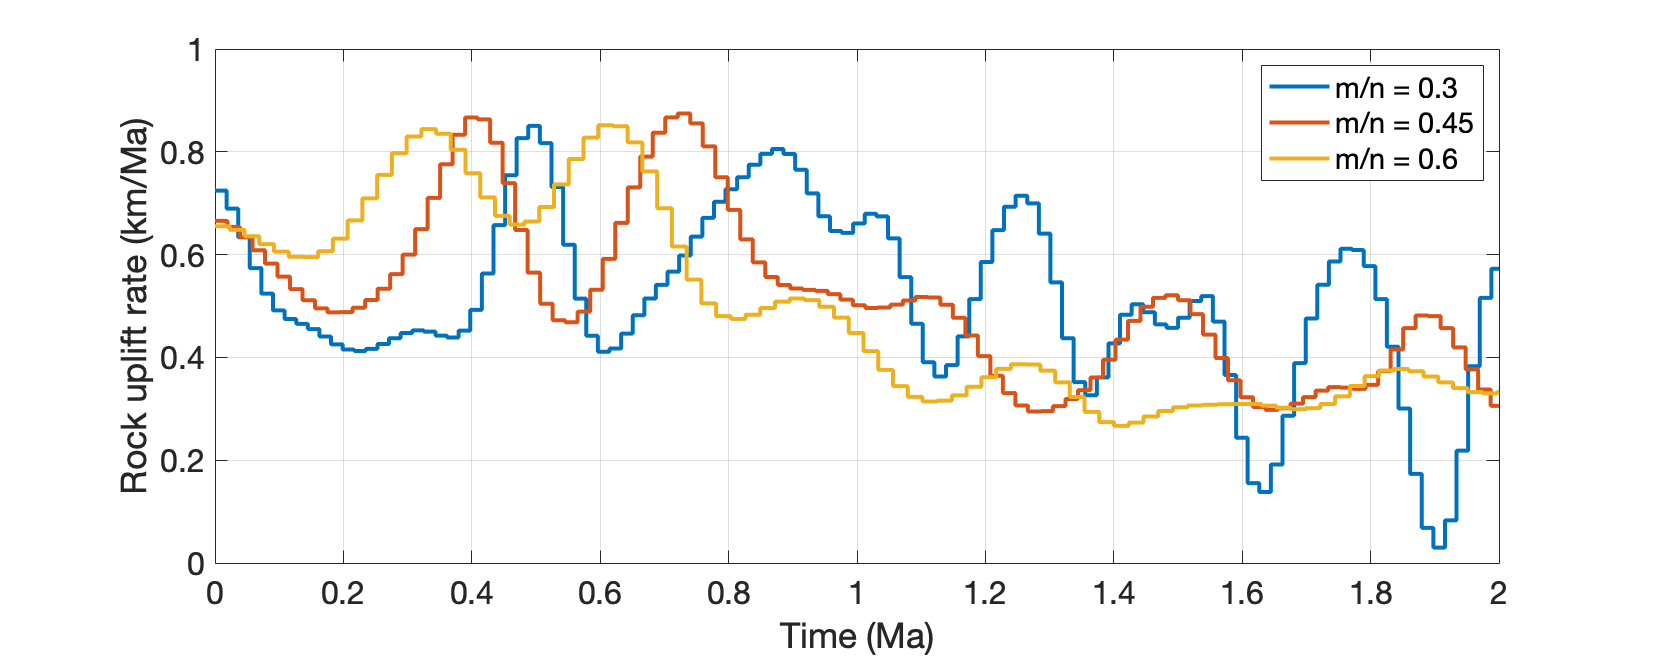 Rock uplift rate (km/Ma)
1
0.8
0.6
0.4
0.2
0
m/n = 0.3
m/n = 0.45
m/n = 0.6
0 0.2 0.4 0.6 0.8 1 1.2 1.4 1.6 1.8 2
Time (Ma)